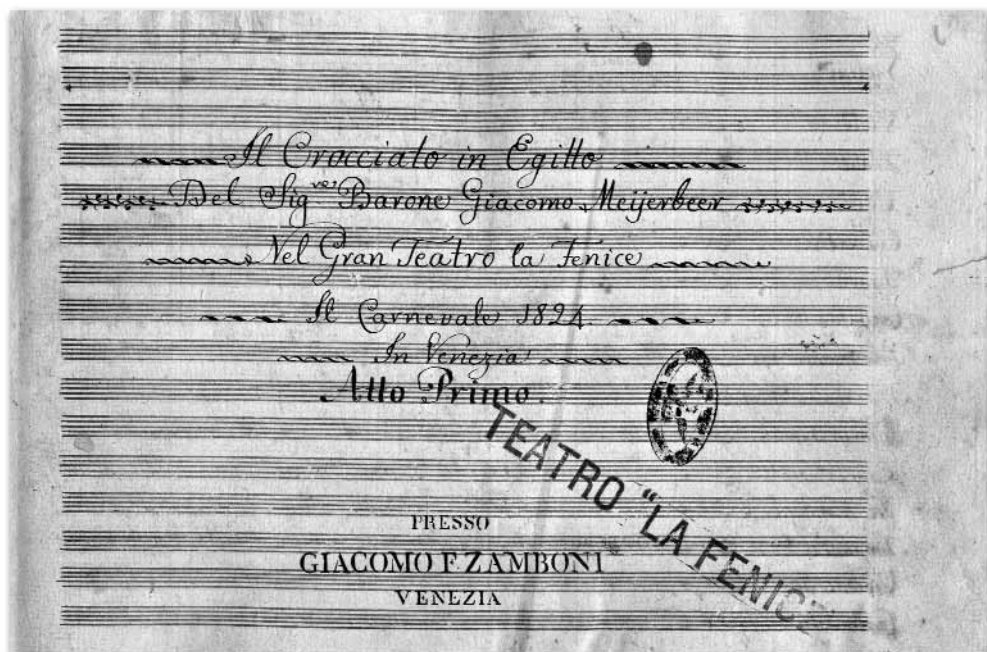 Il Crocciato in Egitto
Del Sig.re Barone Giacomo Meijerbeer
Nel Gran Teatro la Fenice
Il Carnevale 1824.
In Venezia
Atto Primo.
TEATRO "LA FENICE
PRESSO
GIACOMO F. ZAMBONI
VENEZIA